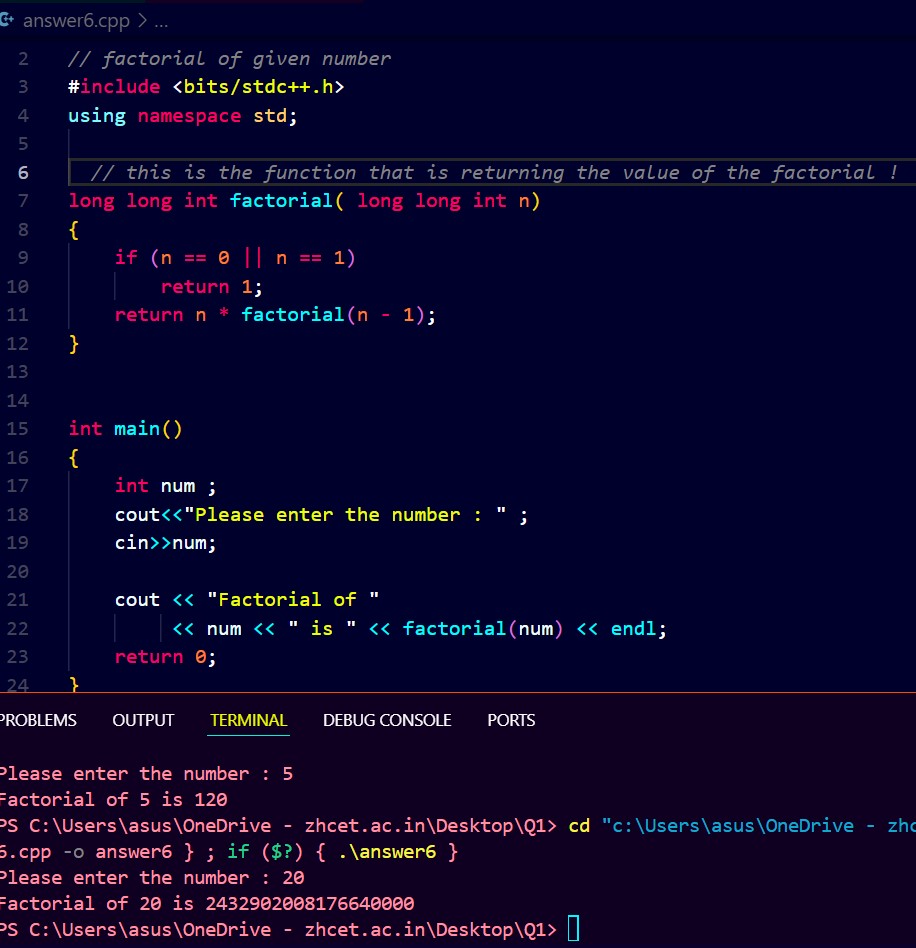 answer6.cpp > ...
2 // factorial of given number
3 #include <bits/stdc++.h>
4 using namespace std;
5
6 // this is the function that is returning the value of the factorial !
7 long long int factorial( long long int n)
8 {
9 if (n == 0 || n == 1)
10 return 1;
11 return n * factorial(n - 1);
12 }
13
14
15 int main()
16 {
17 int num ;
18 cout<<"Please enter the number : " ;
19 cin>>num;
20
21 cout << "Factorial of "
22 << num << " is " << factorial(num) << endl;
23 return 0;
24 }
PROBLEMS OUTPUT TERMINAL DEBUG CONSOLE PORTS
Please enter the number : 5
Factorial of 5 is 120
PS C:\Users\asus\OneDrive - zhcet.ac.in\Desktop\Q1> cd "c:\Users\asus\OneDrive - zhc
6.cpp -o answer6 } ; if ($?) { .\answer6 }
Please enter the number : 20
Factorial of 20 is 2432902008176640000
PS C:\Users\asus\OneDrive - zhcet.ac.in\Desktop\Q1>